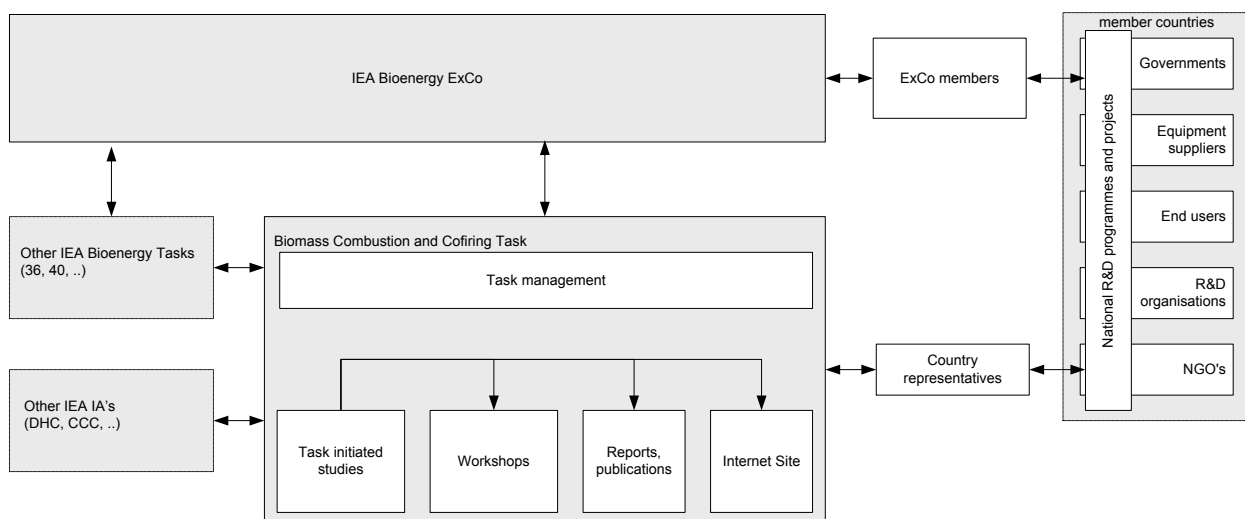 member countries
IEA Bioenergy ExCo
ExCo members
Governments
Equipment
suppliers
End users
R&D
organisations
NGO's
National R&D programmes and projects
Other IEA Bioenergy Tasks
(36, 40, ..)
Biomass Combustion and Cofiring Task
Task management
Country
representatives
Other IEA IA's
(DHC, CCC, ..)
Task initiated
studies
Workshops
Reports,
publications
Internet Site